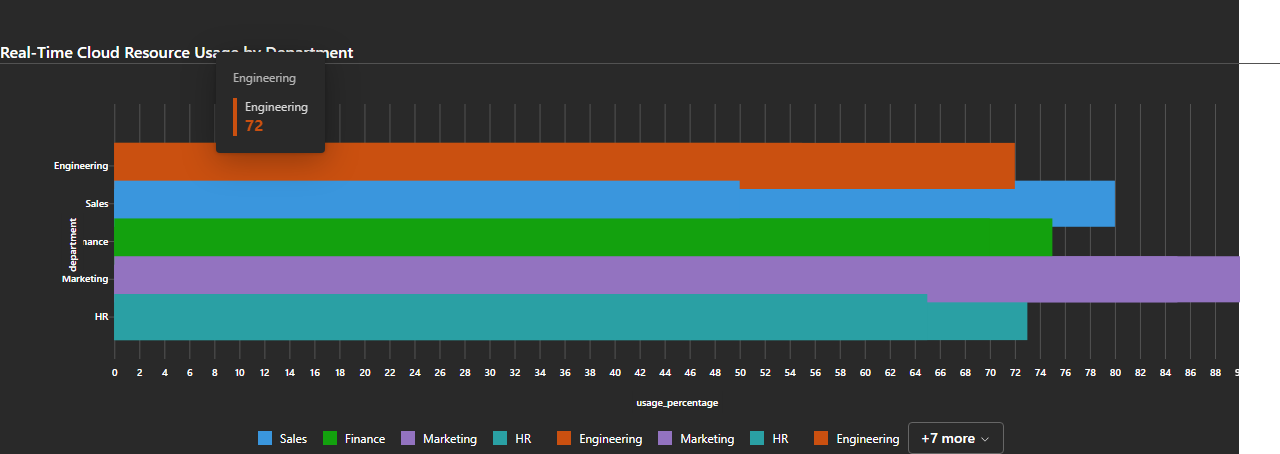 Real-Time Cloud Resource Usage by Department
Engineering
Engineering
72
Engineering
Sales
nance
Marketing
HR
department
0 2 4 6 8 10 12 14 16 18 20 22 24 26 28 30 32 34 36 38 40 42 44 46 48 50 52 54 56 58 60 62 64 66 68 70 72 74 76 78 80 82 84 86 88
usage_percentage
Sales Finance Marketing HR Engineering Marketing HR Engineering +7 more